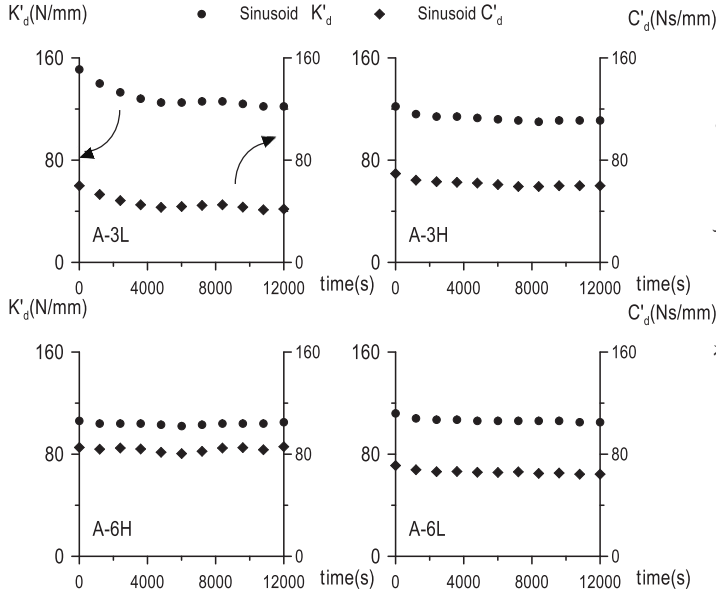 K'd(N/mm) Sinusoid K'd Sinusoid C'd C'd(Ns/mm)
160 160 160 160
80 80 80 80
A-3L A-3H
0 0 0 0
0 4000 8000 12000 time(s) 0 4000 8000 12000 time(s)
K'd(N/mm) C'd(Ns/mm)
160 160 160 160
80 80 80 80
A-6H A-6L
0 0 0 0
0 4000 8000 12000 time(s) 0 4000 8000 12000 time(s)